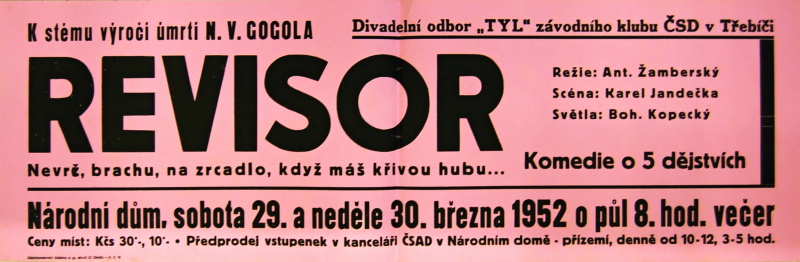 K stému výročí úmrtí N. V. GOGOLA
Divadelní odbor „TYL“ závodního klubu ČSD v Třebíči
REVISOR
Režie: Ant. Žamberský
Scéna: Karel Jandečka
Světla: Boh. Kopecký
Nevrč, brachu, na zrcadlo, když máš křivou hubu...
Komedie o 5 dějstvích
Národní dům, sobota 29. a neděle 30. března 1952 o půl 8. hod. večer
Ceny míst: Kčs 30'-, 10'- • Předprodej vstupenek v kanceláři ČSAD v Národním domě - přízemí, denně od 10-12, 3-5 hod.